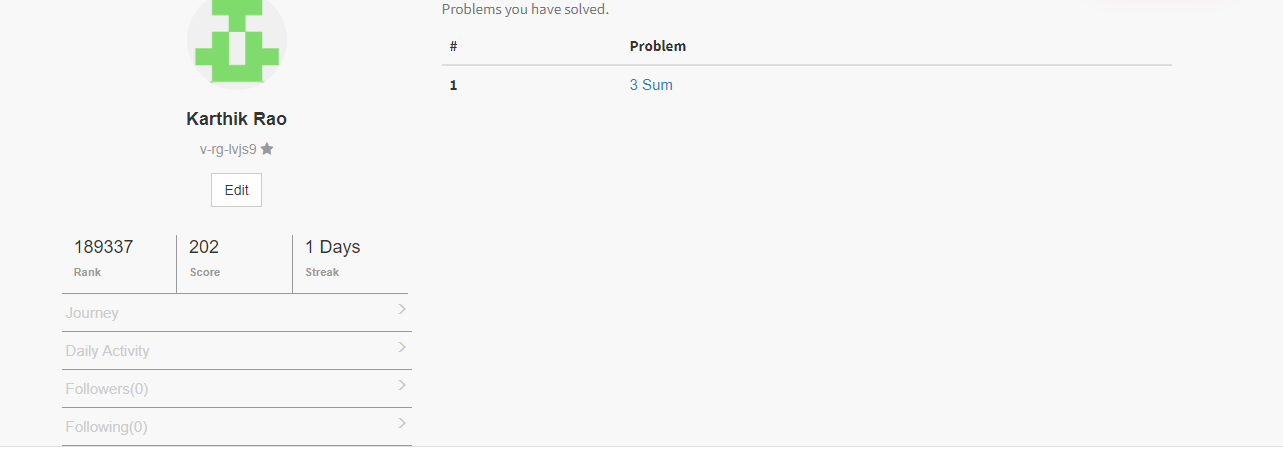 Problems you have solved.
# Problem
1 3 Sum
Karthik Rao
v-rg-lvjs9
Edit
189337 202 1 Days
Rank Score Streak
Journey
Daily Activity
Followers(0)
Following(0)